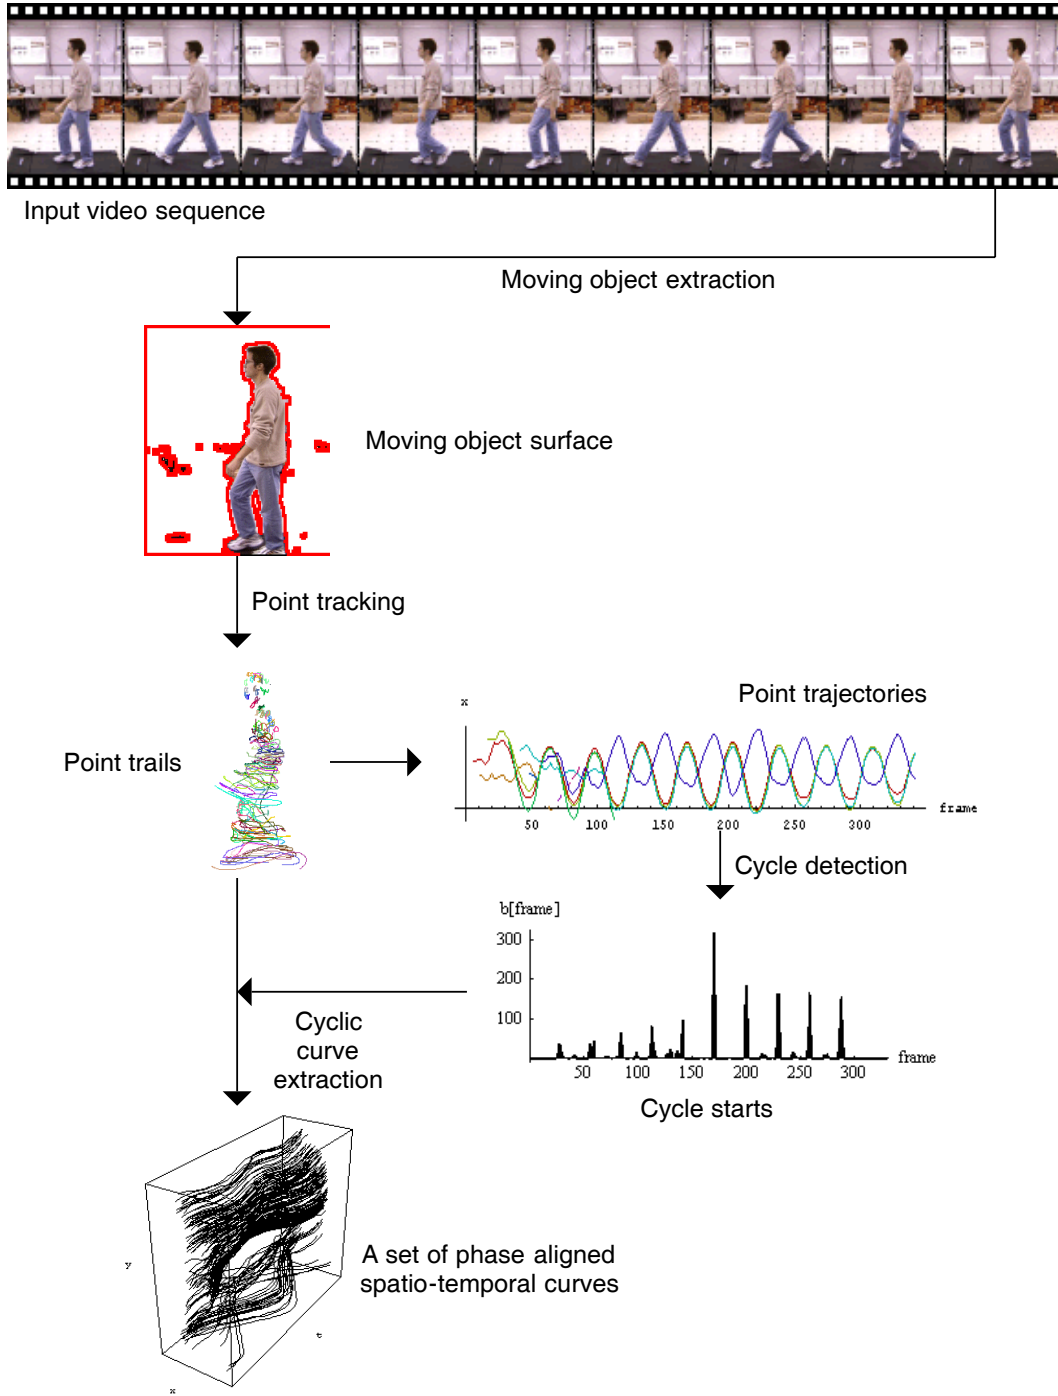 Input video sequence
Moving object extraction
Moving object surface
Point tracking
Point trails
Point trajectories
x
50 100 150 200 250 300
frame
Cycle detection
b[frame]
300
200
100
50 100 150 200 250 300
frame
Cycle starts
Cyclic
curve
extraction
y
t
x
A set of phase aligned
spatio-temporal curves